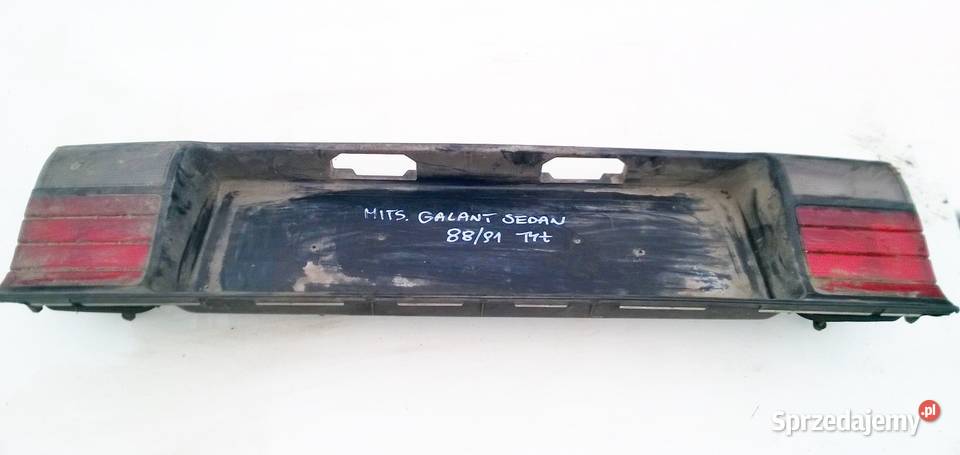 MITS. GALANT SEDAN
88/91 TYŁ
Sprzedajemy.pl